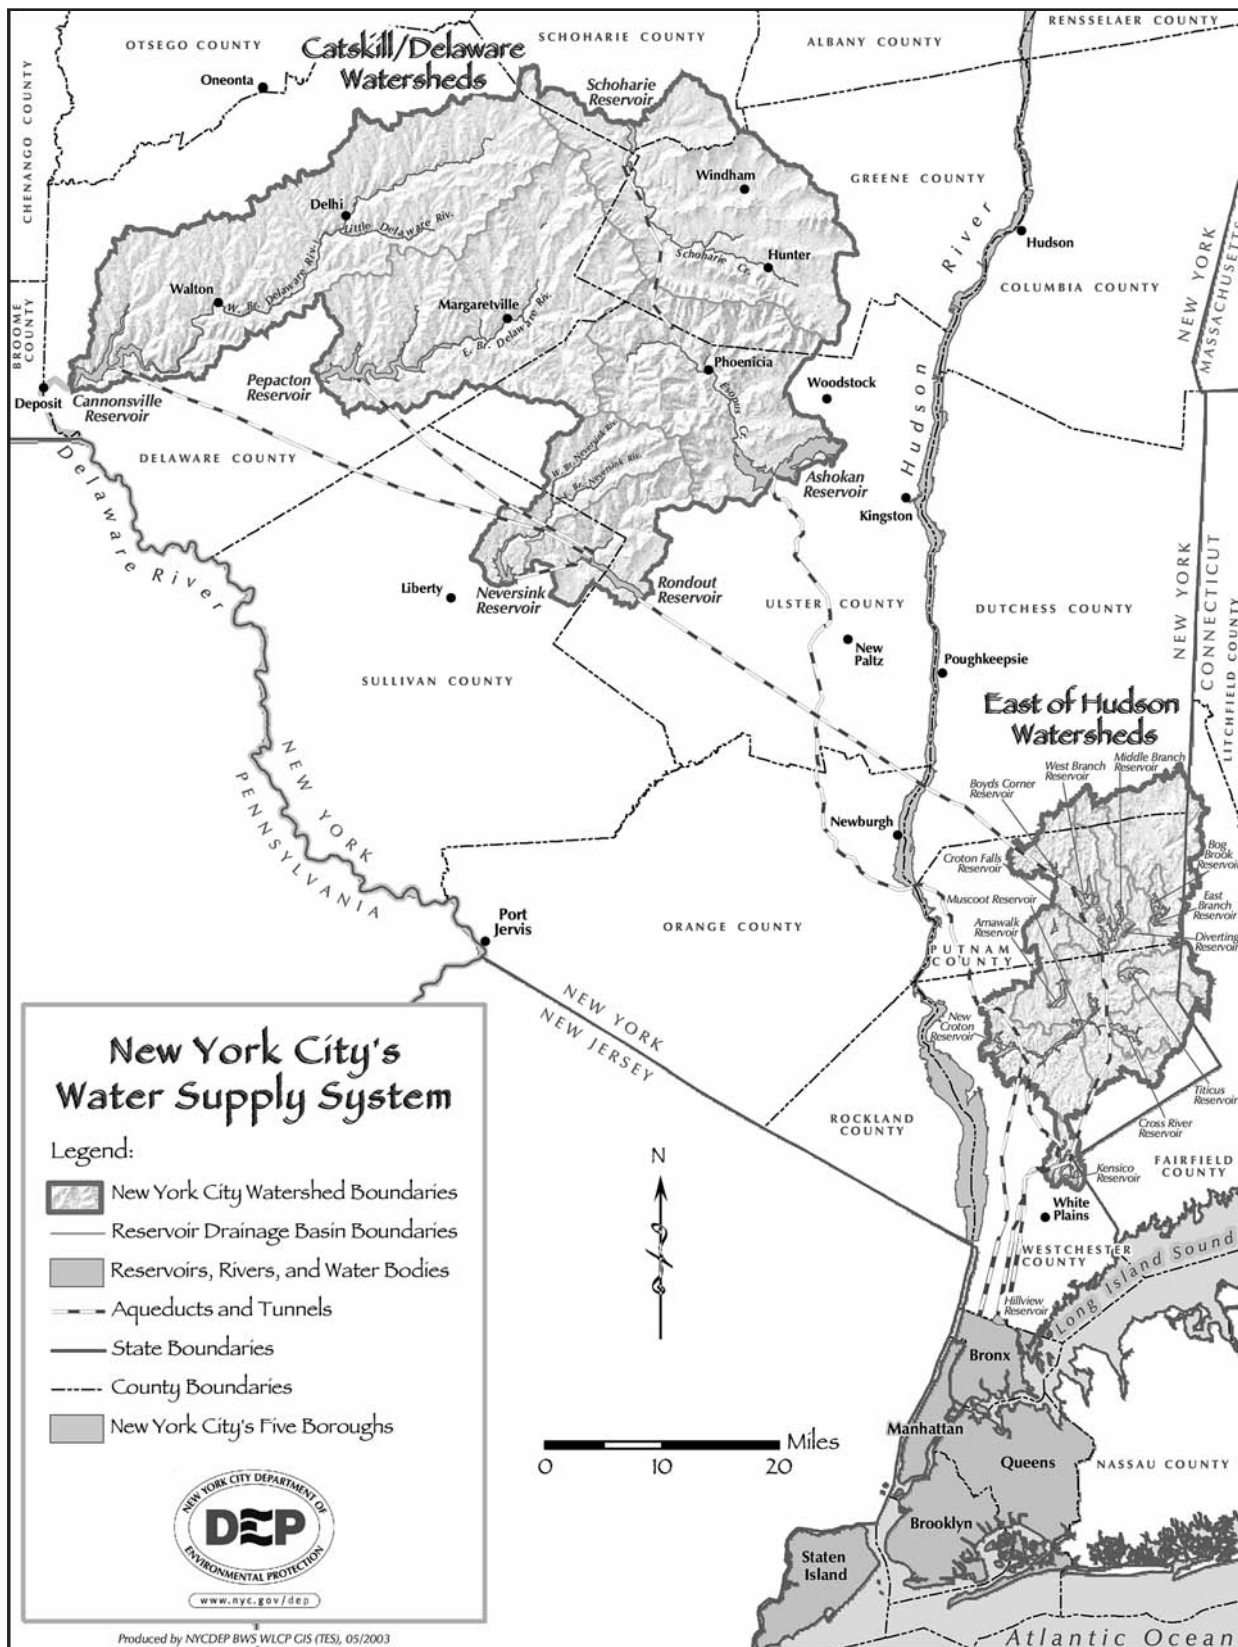 OTSEGO COUNTY
SCHOHARIE COUNTY
ALBANY COUNTY
RENSSELAER COUNTY
Catskill/Delaware
Watersheds
Oneonta
CHENANGO COUNTY
Schoharie
Reservoir
Windham
GREENE COUNTY
Delhi
Little Delaware Riv.
Schoharie Cr.
Hunter
Hudson
River
Hudson
COLUMBIA COUNTY
NEW YORK
MASSACHUSETTS
Walton
W. Br. Delaware Riv.
Margaretville
E. Br. Delaware Riv.
BROOME
COUNTY
Deposit
Cannonsville
Reservoir
Pepacton
Reservoir
Phoenicia
Esopus Cr.
Woodstock
DELAWARE COUNTY
Delaware River
W. Br. Neversink Riv.
E. Br. Neversink Riv.
Ashokan
Reservoir
Kingston
Liberty
Neversink
Reservoir
Rondout
Reservoir
ULSTER COUNTY
DUTCHESS COUNTY
NEW YORK
CONNECTICUT
LITCHFIELD COUNTY
New
Paltz
Poughkeepsie
SULLIVAN COUNTY
East of Hudson
Watersheds
NEW YORK
PENNSYLVANIA
West Branch
Reservoir
Middle Branch
Reservoir
Boyds Corner
Reservoir
Newburgh
Croton Falls
Reservoir
Bog
Brook
Reservoir
Muscoot Reservoir
East
Branch
Reservoir
Amawalk
Reservoir
Diverting
Reservoir
Port
Jervis
ORANGE COUNTY
PUTNAM
COUNTY
NEW YORK
NEW JERSEY
New
Croton
Reservoir
Titicus
Reservoir
Cross River
Reservoir
ROCKLAND
COUNTY
FAIRFIELD
COUNTY
Kensico
Reservoir
White
Plains
WESTCHESTER
COUNTY
Long Island Sound
Hillview
Reservoir
Bronx
Manhattan
Queens
NASSAU COUNTY
Brooklyn
Staten
Island
Atlantic Ocean
N
Miles
0 10 20
New York City's
Water Supply System
Legend:
New York City Watershed Boundaries
Reservoir Drainage Basin Boundaries
Reservoirs, Rivers, and Water Bodies
Aqueducts and Tunnels
State Boundaries
County Boundaries
New York City's Five Boroughs
NEW YORK CITY DEPARTMENT OF
DEP
ENVIRONMENTAL PROTECTION
www.nyc.gov/dep
Produced by NYCDEP BWS WLCP GIS (TES), 05/2003